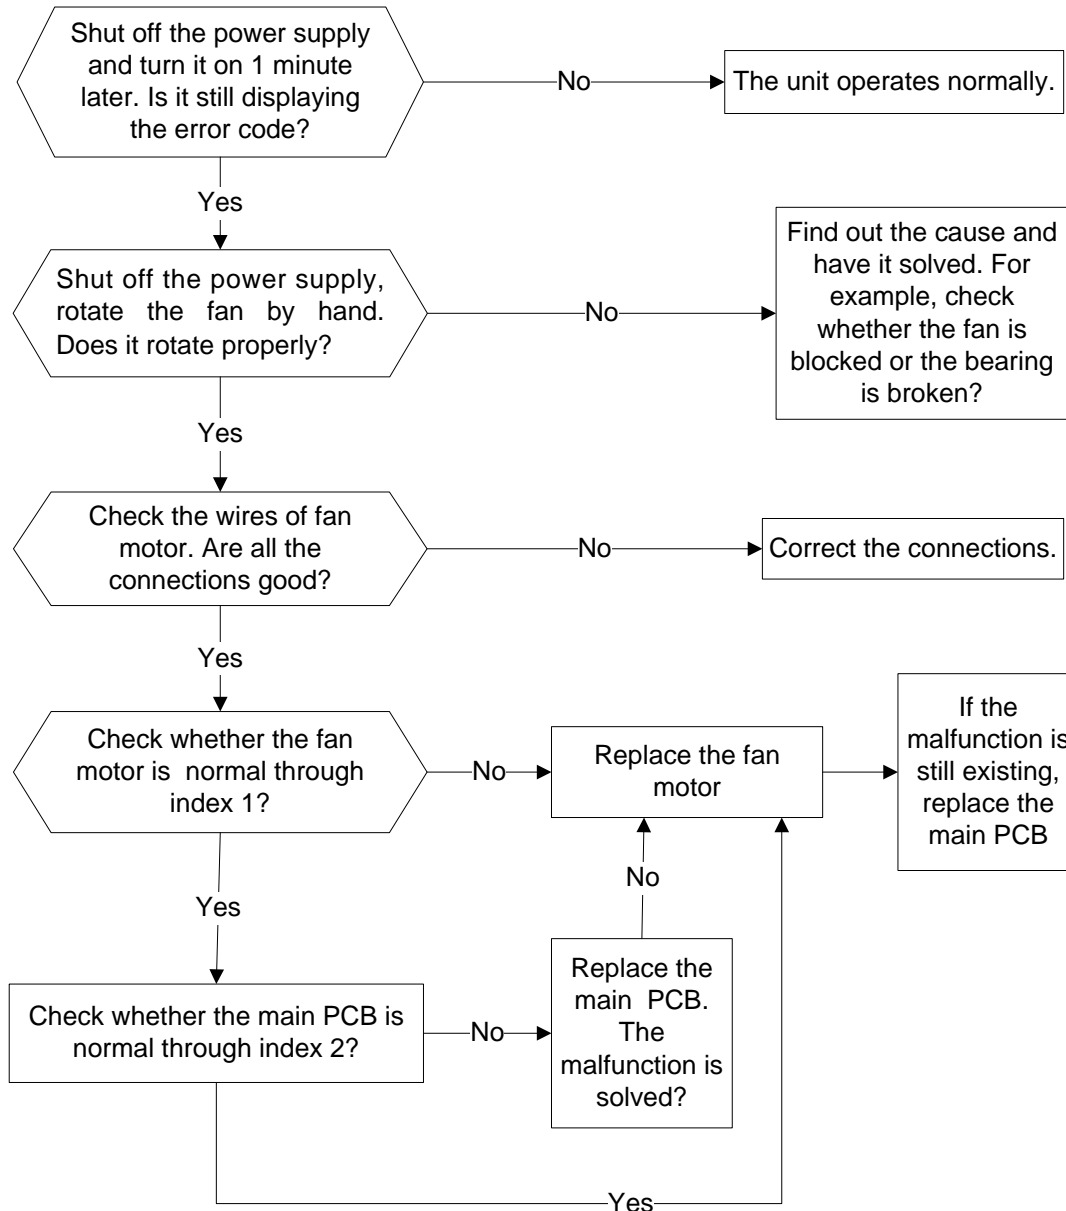 Shut off the power supply
and turn it on 1 minute
later. Is it still displaying
the error code?
No
The unit operates normally.
Yes
Shut off the power supply,
rotate the fan by hand.
Does it rotate properly?
No
Find out the cause and
have it solved. For
example, check
whether the fan is
blocked or the bearing
is broken?
Yes
Check the wires of fan
motor. Are all the
connections good?
No
Correct the connections.
Yes
Check whether the fan
motor is normal through
index 1?
No
Replace the fan
motor
If the
malfunction is
still existing,
replace the
main PCB
Yes
No
Check whether the main PCB is
normal through index 2?
No
Replace the
main PCB.
The
malfunction is
solved?
Yes